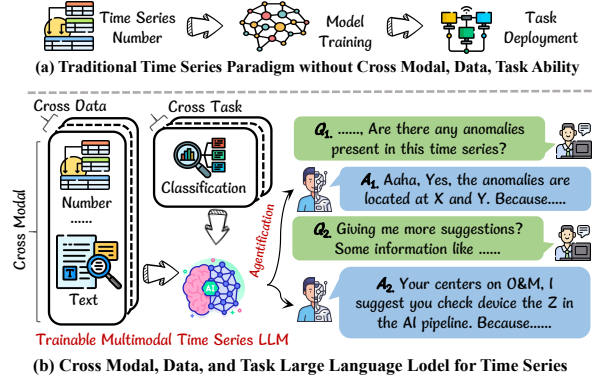 Time Series
Number
Model
Training
Task
Deployment
(a) Traditional Time Series Paradigm without Cross Modal, Data, Task Ability
Cross Data
Cross Task
Cross Modal
Number
......
T
Text
Classification
AI
Agentification
Trainable Multimodal Time Series LLM
Q1. ......, Are there any anomalies
present in this time series?
A1. Aaha, Yes, the anomalies are
located at X and Y. Because.....
Q2. Giving me more suggestions?
Some information like ......
A2. Your centers on O&M, I
suggest you check device the Z in
the AI pipeline. Because......
(b) Cross Modal, Data, and Task Large Language Lodel for Time Series